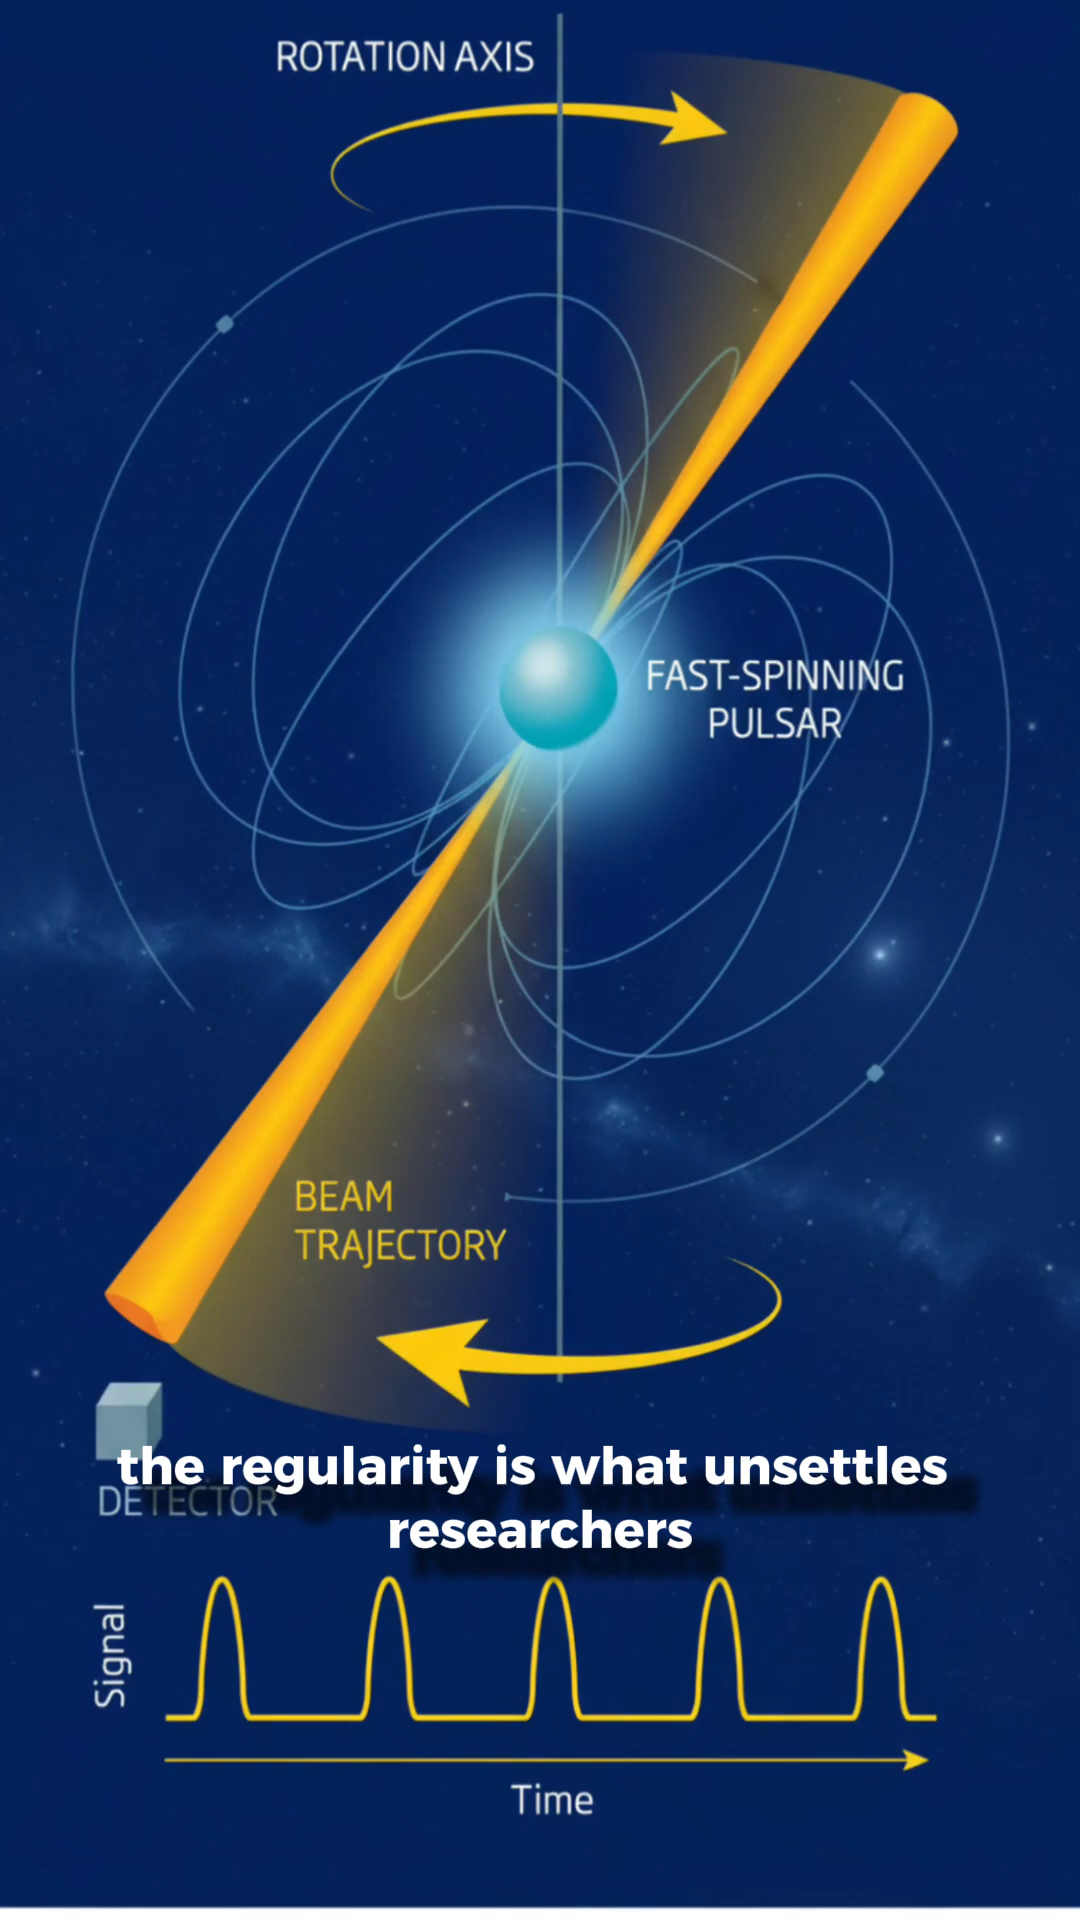 ROTATION AXIS
FAST-SPINNING
PULSAR
BEAM
TRAJECTORY
the regularity is what unsettles
researchers
DETECTOR
Signal
Time